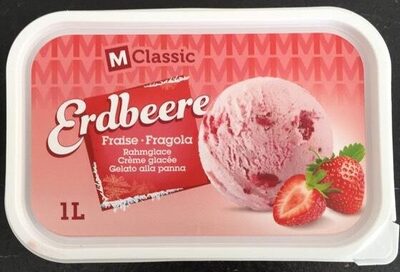 M Classic
Erdbeere
Fraise · Fragola
Rahmglace
Crème glacée
Gelato alla panna
1L